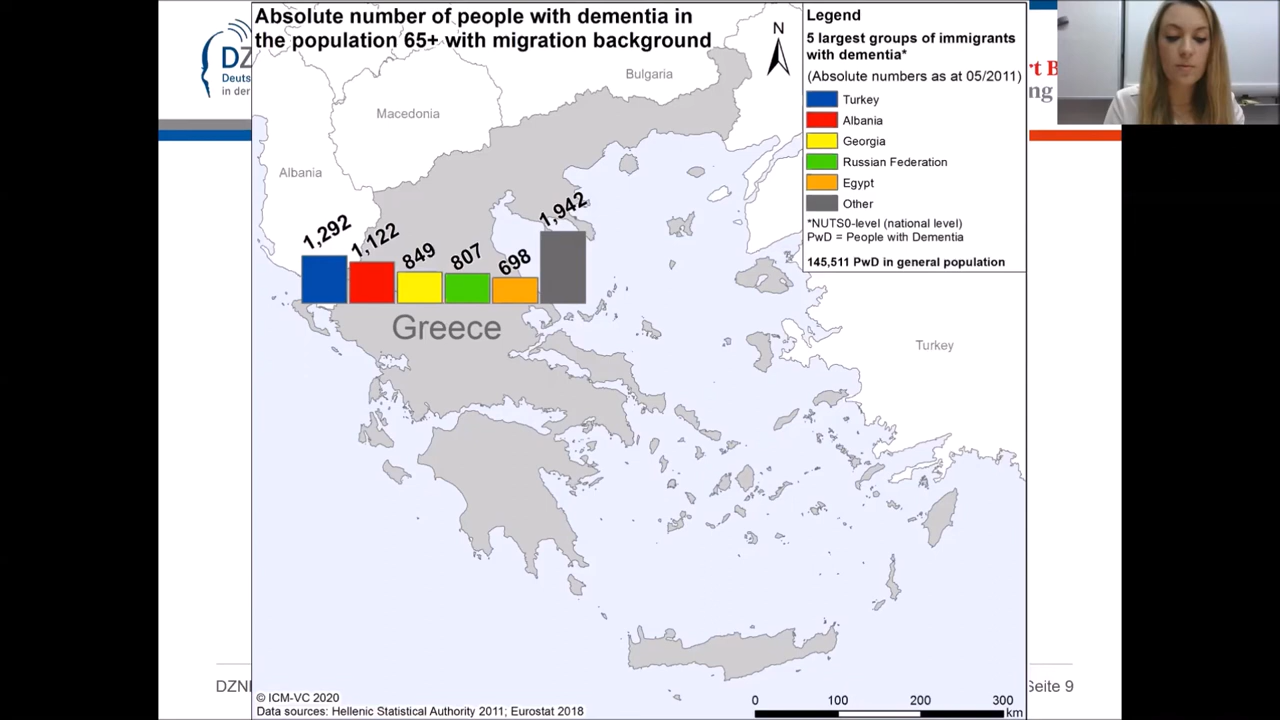 Absolute number of people with dementia in
the population 65+ with migration background
N
Legend
5 largest groups of immigrants
with dementia*
(Absolute numbers as at 05/2011)
Turkey
Albania
Georgia
Russian Federation
Egypt
Other
*NUTS0-level (national level)
PwD = People with Dementia
145,511 PwD in general population
DZ
Deuts
in der
rt B
ng
Bulgaria
Macedonia
Albania
1,292
1,122
849
807
698
1,942
Greece
Turkey
© ICM-VC 2020
Data sources: Hellenic Statistical Authority 2011; Eurostat 2018
0 100 200 300
km
DZN
Seite 9